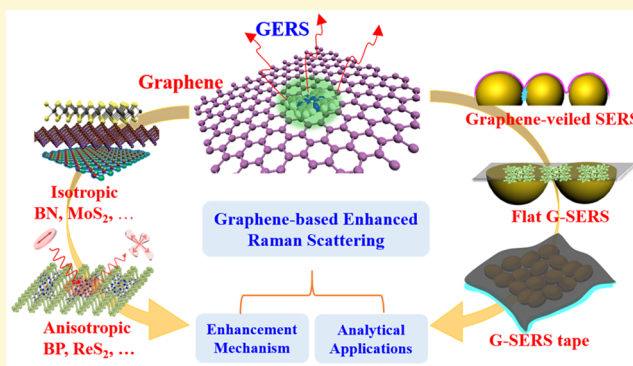 GERS
Graphene
Graphene-veiled SERS
Isotropic
BN, MoS₂, ...
Flat G-SERS
Graphene-based Enhanced
Raman Scattering
Anisotropic
BP, ReS₂, ...
Enhancement
Mechanism
Analytical
Applications
G-SERS tape